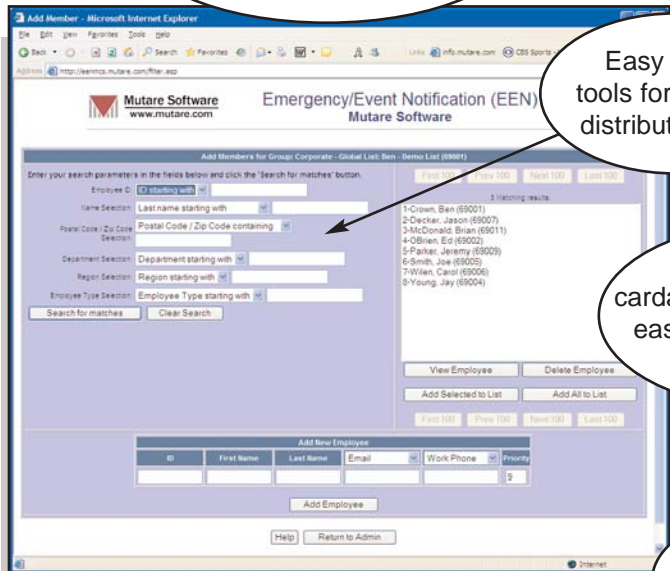 Add Member - Microsoft Internet Explorer
File Edit View Favorites Tools Help
Back Search Favorites Links info.mutare.com CBS Sports
Address http://eenmcs.mutare.com/filter.asp
Mutare Software
www.mutare.com
Emergency/Event Notification (EEN)
Mutare Software
Easy
tools for
distribut
Add Members for Group: Corporate - Global List: Ben - Demo List (69001)
Enter your search parameters in the fields below and click the 'Search for matches' button.
First 100 Prev 100 Next 100 Last 100
Employee ID ID starting with
8 Matching results
Name Selection Last name starting with
Postal Code / Zip Code Selection Postal Code / Zip Code containing
Department Selection Department starting with
Region Selection Region starting with
Employee Type Selection Employee Type starting with
Search for matches Clear Search
1-Crown, Ben (69001)
2-Decker, Jason (69007)
3-McDonald, Brian (69011)
4-OBrien, Ed (69002)
5-Parker, Jeremy (69009)
6-Smith, Joe (69005)
7-Wilen, Carol (69006)
8-Young, Jay (69004)
carda
eas
View Employee Delete Employee
Add Selected to List Add All to List
First 100 Prev 100 Next 100 Last 100
Add New Employee
ID First Name Last Name Email Work Phone Priority
9
Add Employee
Help Return to Admin
Internet